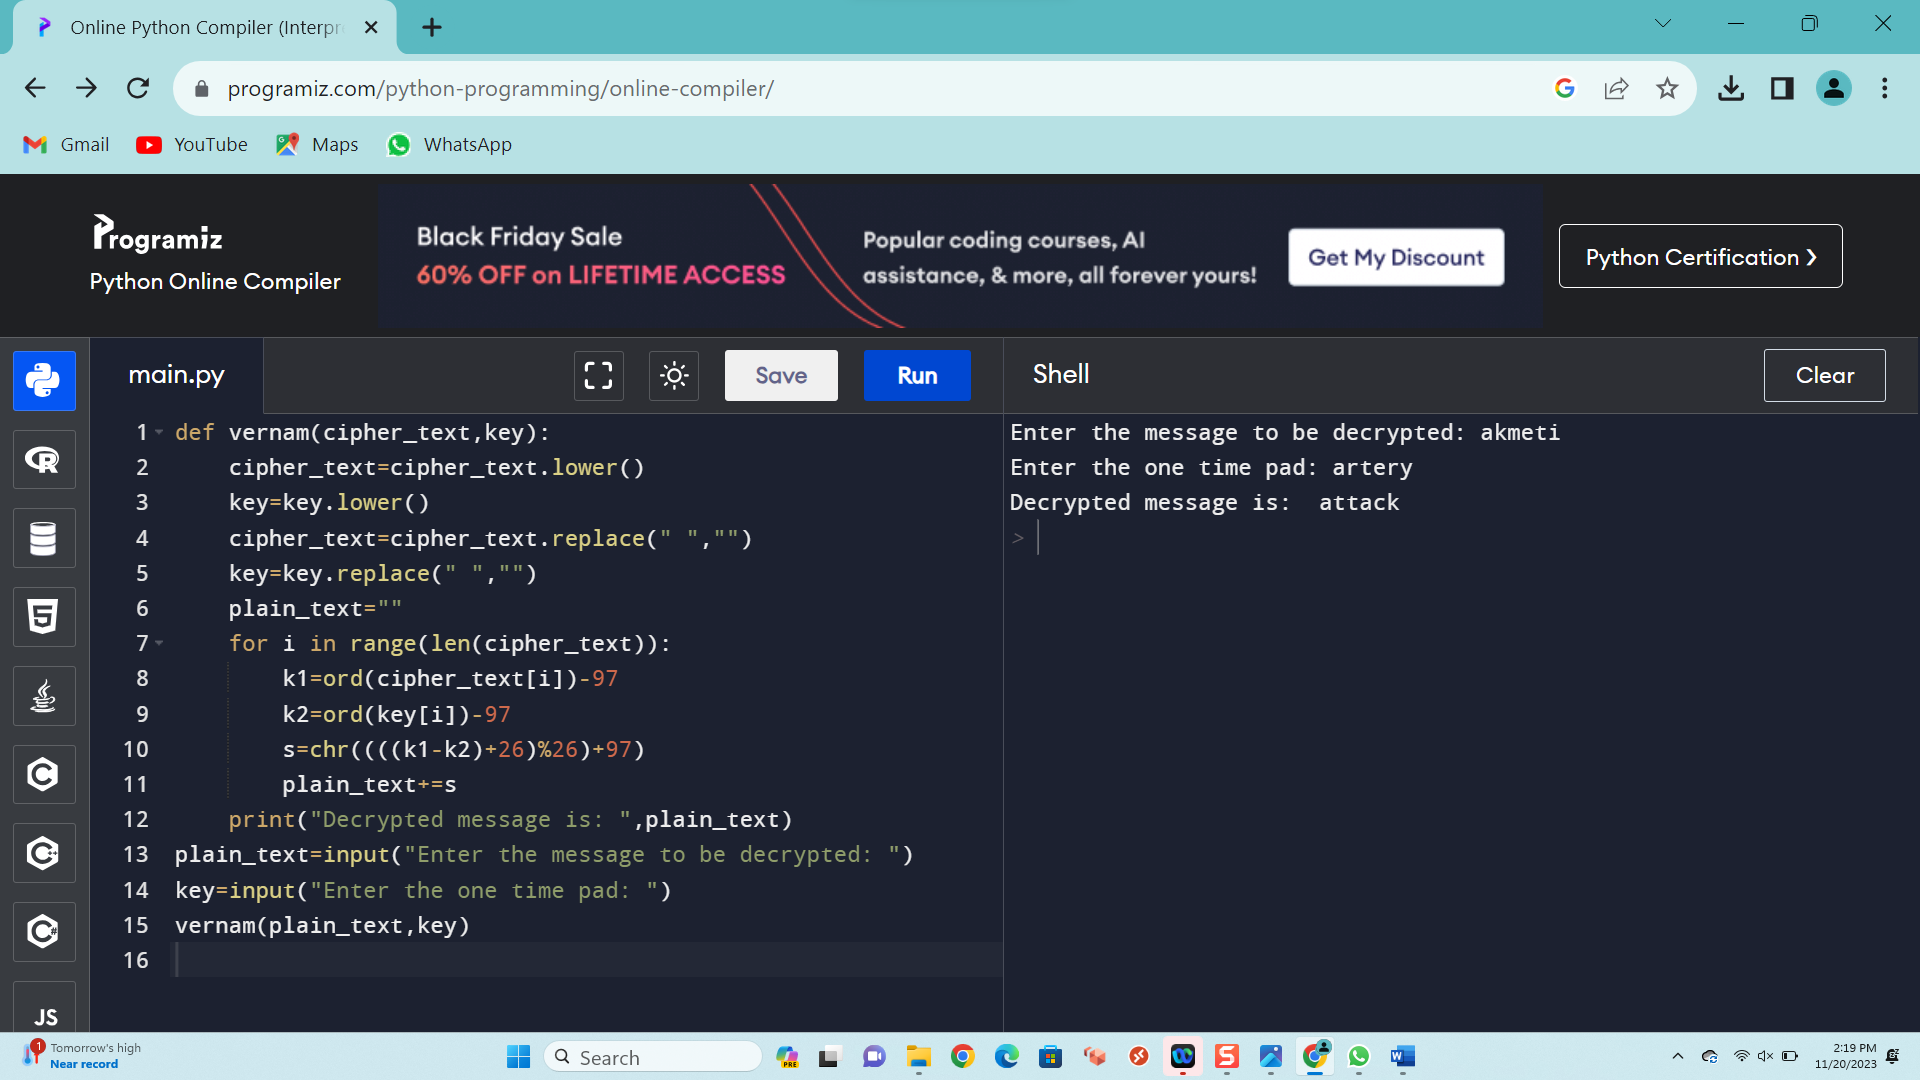 Online Python Compiler (Interpr
programiz.com/python-programming/online-compiler/
Gmail YouTube Maps WhatsApp
Programiz
Python Online Compiler
Black Friday Sale
60% OFF on LIFETIME ACCESS
Popular coding courses, AI
assistance, & more, all forever yours!
Get My Discount
Python Certification ❯
main.py
Save
Run
Shell
Clear
1 def vernam(cipher_text,key):
2     cipher_text=cipher_text.lower()
3     key=key.lower()
4     cipher_text=cipher_text.replace(" ","")
5     key=key.replace(" ","")
6     plain_text=""
7     for i in range(len(cipher_text)):
8         k1=ord(cipher_text[i])-97
9         k2=ord(key[i])-97
10         s=chr((((k1-k2)+26)%26)+97)
11         plain_text+=s
12     print("Decrypted message is: ",plain_text)
13 plain_text=input("Enter the message to be decrypted: ")
14 key=input("Enter the one time pad: ")
15 vernam(plain_text,key)
16
Enter the message to be decrypted: akmeti
Enter the one time pad: artery
Decrypted message is:  attack
>
JS
1
Tomorrow's high
Near record
Search
PRE
2:19 PM
11/20/2023